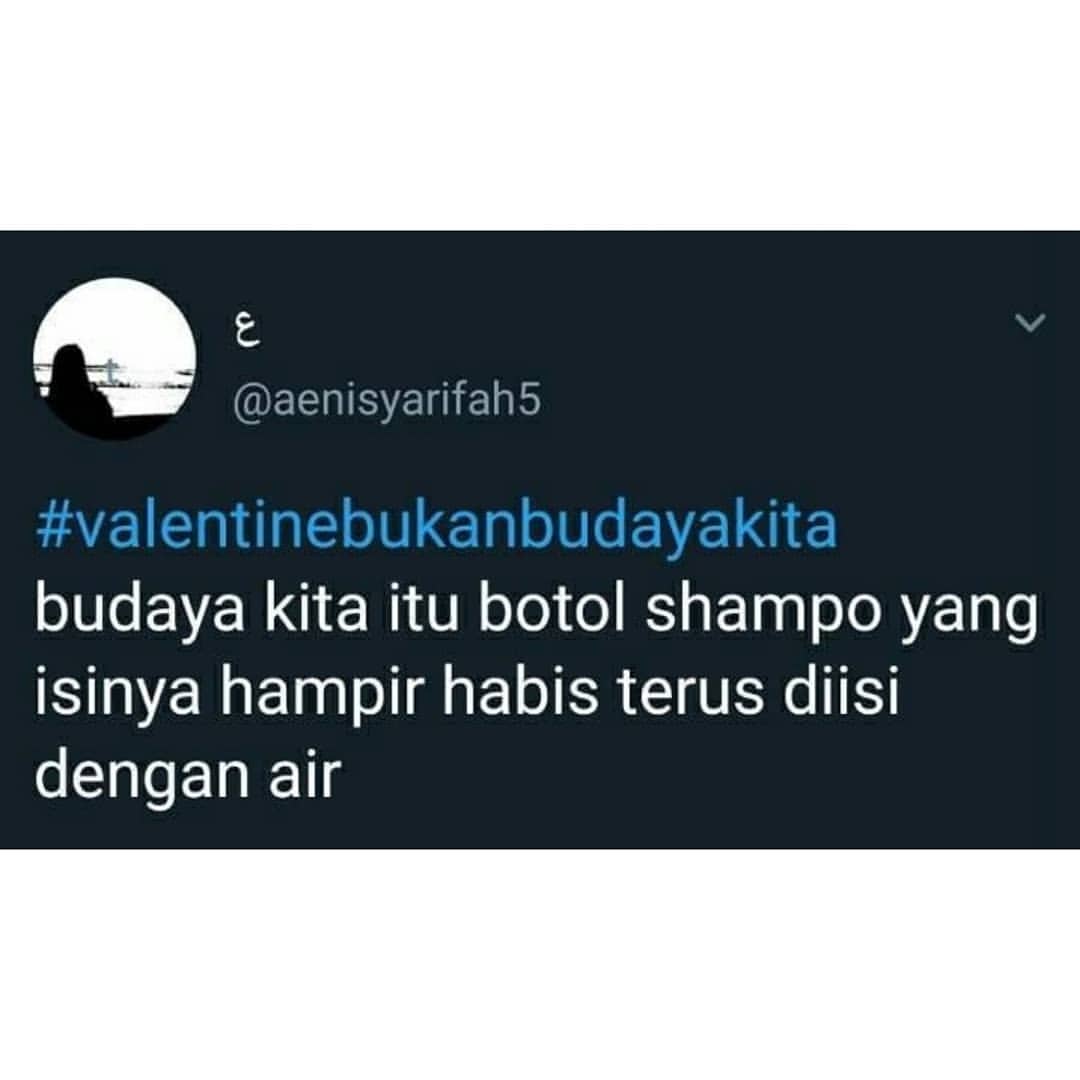 ع
@aenisyarifah5
#valentinebukanbudayakita
budaya kita itu botol shampo yang
isinya hampir habis terus diisi
dengan air